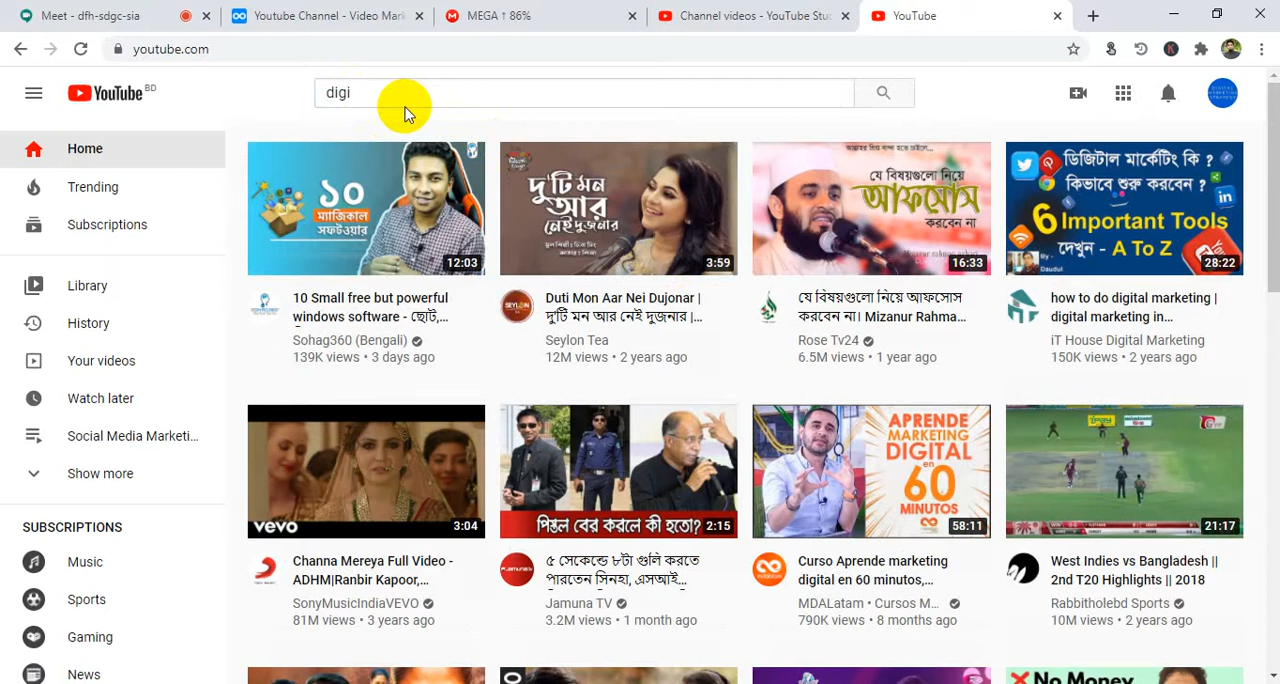 Meet - dfh-sdgc-sia
Youtube Channel - Video Mark
MEGA ↑ 86%
Channel videos - YouTube Stud
YouTube
youtube.com
YouTube BD
digi
Home
Trending
Subscriptions
Library
History
Your videos
Watch later
Social Media Marketi...
Show more
SUBSCRIPTIONS
Music
Sports
Gaming
News
১০
ম্যাজিকাল
সফটওয়ার
12:03
10 Small free but powerful
windows software - ছোট,...
Sohag360 (Bengali)
139K views • 3 days ago
দু'টি মন
আর
নেই দুজনার
3:59
Duti Mon Aar Nei Dujonar |
দু'টি মন আর নেই দুজনার |...
Seylon Tea
12M views • 2 years ago
যে বিষয়গুলো নিয়ে
আফসোস
করবেন না
16:33
যে বিষয়গুলো নিয়ে আফসোস
করবেন না। Mizanur Rahma...
Rose Tv24
6.5M views • 1 year ago
ডিজিটাল মার্কেটিং কি ?
কিভাবে শুরু করবেন ?
6 Important Tools
দেখুন - A To Z
By -
Daudul
28:22
how to do digital marketing |
digital marketing in...
iT House Digital Marketing
150K views • 2 years ago
vevo
3:04
Channa Mereya Full Video -
ADHM|Ranbir Kapoor,...
SonyMusicIndiaVEVO
81M views • 3 years ago
পিস্তল বের করলে কী হতো?
2:15
৫ সেকেন্ডে ৮টা গুলি করতে
পারতেন সিনহা, এসআই...
Jamuna TV
3.2M views • 1 month ago
APRENDE
MARKETING
DIGITAL
en
60
MINUTOS
58:11
Curso Aprende marketing
digital en 60 minutos,...
MDALatam • Cursos M...
790K views • 8 months ago
21:17
West Indies vs Bangladesh ||
2nd T20 Highlights || 2018
Rabbitholebd Sports
10M views • 2 years ago
No Money